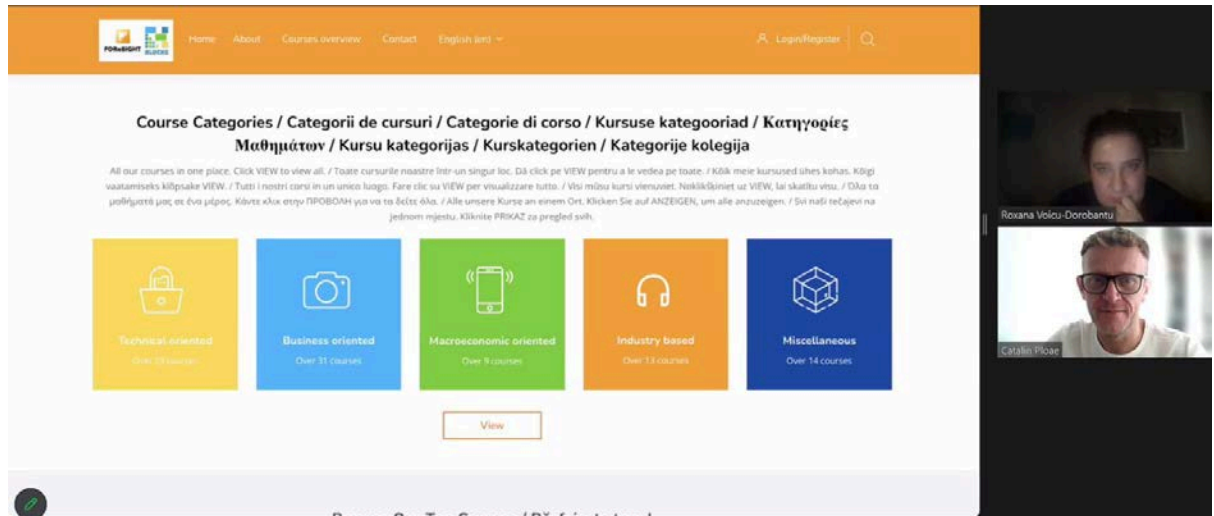 FOReSIGHT BLOCKS
Home About Courses overview Contact English (en)
Login/Register
Course Categories / Categorii de cursuri / Categorie di corso / Kursuse kategooriad / Κατηγορίες
Μαθημάτων / Kursu kategorijas / Kurskategorien / Kategorije kolegija
All our courses in one place. Click VIEW to view all. / Toate cursurile noastre într-un singur loc. Dă click pe VIEW pentru a le vedea pe toate. / Kõik meie kursused ühes kohas. Kõigi
vaatamiseks klõpsake VIEW. / Tutti i nostri corsi in un unico luogo. Fare clic su VIEW per visualizzare tutto. / Visi mūsu kursi vienuviet. Noklikšķiniet uz VIEW, lai skatītu visu. / Όλα τα
μαθήματά μας σε ένα μέρος. Κάντε κλικ στην ΠΡΟΒΟΛΗ για να τα δείτε όλα. / Alle unsere Kurse an einem Ort. Klicken Sie auf ANZEIGEN, um alle anzuzeigen. / Svi naši tečajevi na
jednom mjestu. Kliknite PRIKAZ za pregled svih.
Technical oriented
Over courses
Business oriented
Over 31 courses
Macroeconomic oriented
Over 9 courses
Industry based
Over 13 courses
Miscellaneous
Over 14 courses
View
Roxana Voicu-Dorobantu
Catalin Ploae